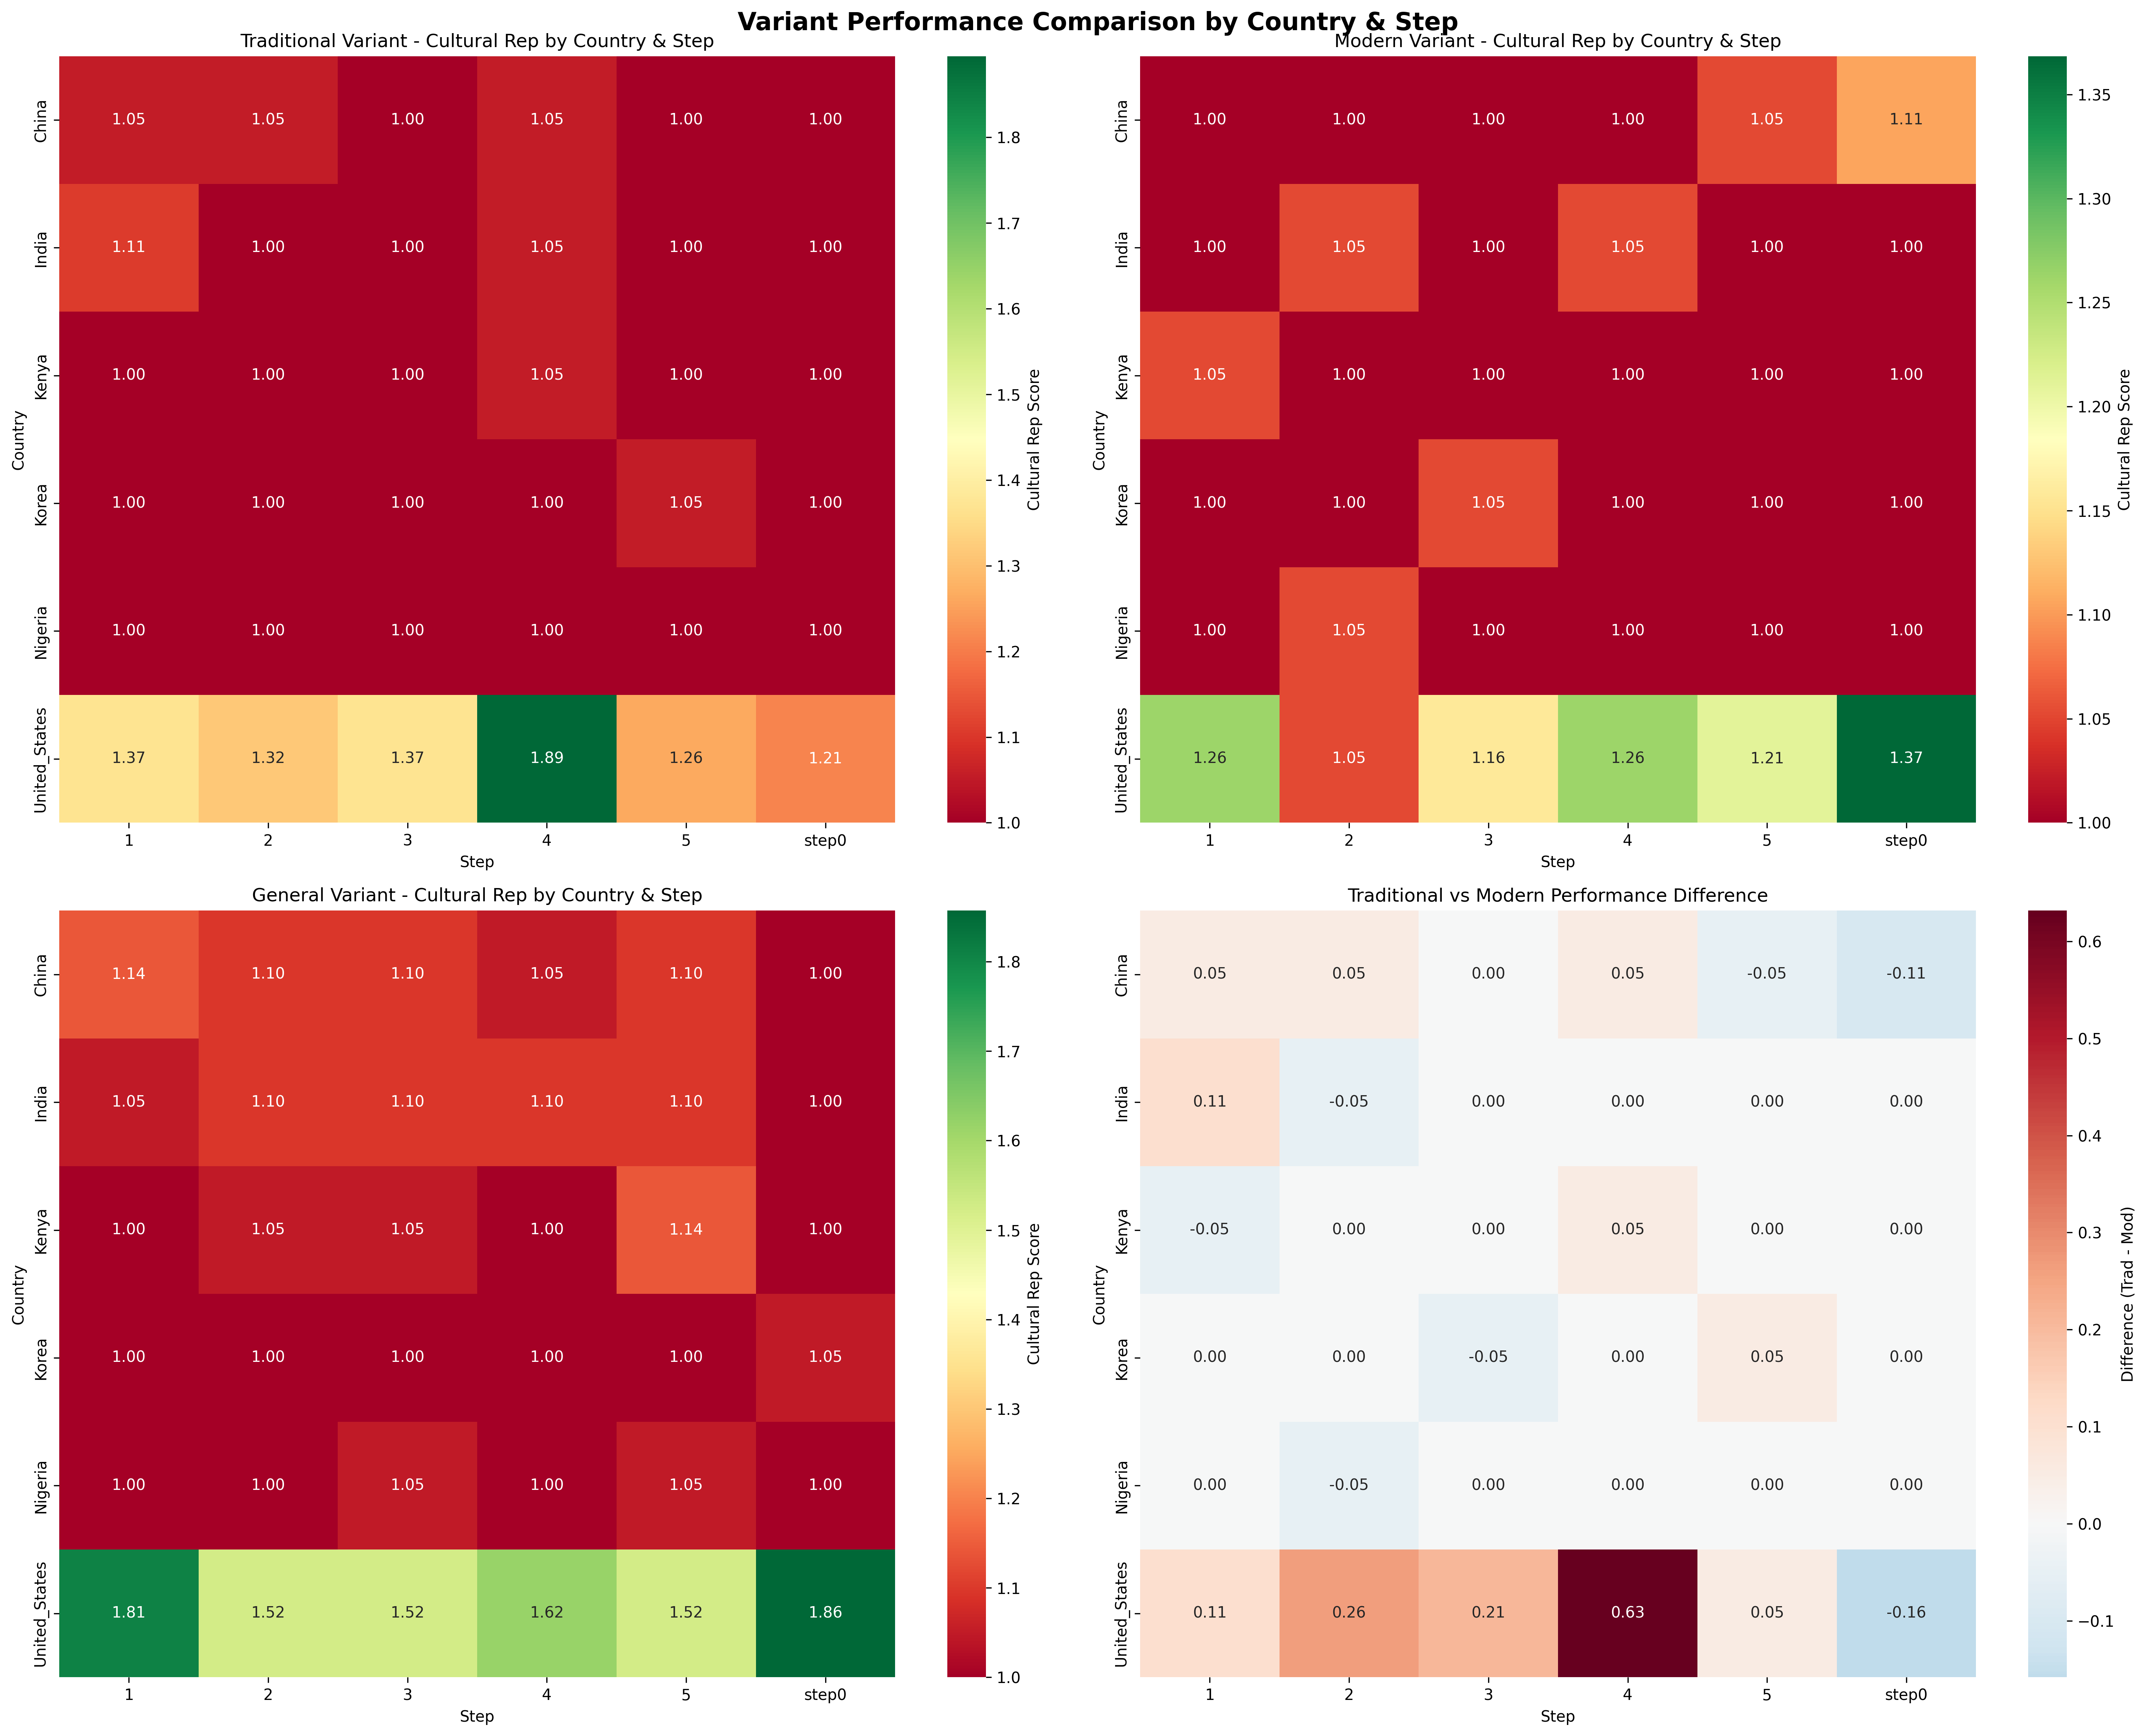 Variant Performance Comparison by Country & Step
Traditional Variant - Cultural Rep by Country & Step
China 1.05 1.05 1.00 1.05 1.00 1.00
India 1.11 1.00 1.00 1.05 1.00 1.00
Kenya 1.00 1.00 1.00 1.05 1.00 1.00
Korea 1.00 1.00 1.00 1.00 1.05 1.00
Nigeria 1.00 1.00 1.00 1.00 1.00 1.00
United_States 1.37 1.32 1.37 1.89 1.26 1.21
1 2 3 4 5 step0
Step
Country
1.8
1.7
1.6
1.5
1.4
1.3
1.2
1.1
1.0
Cultural Rep Score
Modern Variant - Cultural Rep by Country & Step
China 1.00 1.00 1.00 1.00 1.05 1.11
India 1.00 1.05 1.00 1.05 1.00 1.00
Kenya 1.05 1.00 1.00 1.00 1.00 1.00
Korea 1.00 1.00 1.05 1.00 1.00 1.00
Nigeria 1.00 1.05 1.00 1.00 1.00 1.00
United_States 1.26 1.05 1.16 1.26 1.21 1.37
1 2 3 4 5 step0
Step
Country
1.35
1.30
1.25
1.20
1.15
1.10
1.05
1.00
Cultural Rep Score
General Variant - Cultural Rep by Country & Step
China 1.14 1.10 1.10 1.05 1.10 1.00
India 1.05 1.10 1.10 1.10 1.10 1.00
Kenya 1.00 1.05 1.05 1.00 1.14 1.00
Korea 1.00 1.00 1.00 1.00 1.00 1.05
Nigeria 1.00 1.00 1.05 1.00 1.05 1.00
United_States 1.81 1.52 1.52 1.62 1.52 1.86
1 2 3 4 5 step0
Step
Country
1.8
1.7
1.6
1.5
1.4
1.3
1.2
1.1
1.0
Cultural Rep Score
Traditional vs Modern Performance Difference
China 0.05 0.05 0.00 0.05 -0.05 -0.11
India 0.11 -0.05 0.00 0.00 0.00 0.00
Kenya -0.05 0.00 0.00 0.05 0.00 0.00
Korea 0.00 0.00 -0.05 0.00 0.05 0.00
Nigeria 0.00 -0.05 0.00 0.00 0.00 0.00
United_States 0.11 0.26 0.21 0.63 0.05 -0.16
1 2 3 4 5 step0
Step
Country
0.6
0.5
0.4
0.3
0.2
0.1
0.0
−0.1
Difference (Trad - Mod)